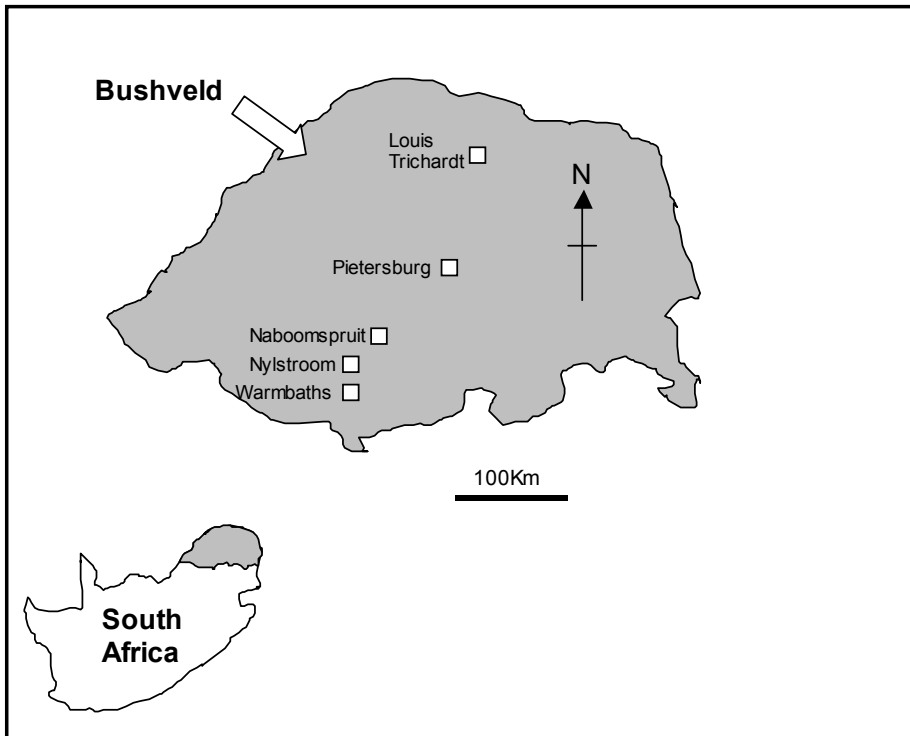 Bushveld
Louis
Trichardt
N
Pietersburg
Naboomspruit
Nylstroom
Warmbaths
100Km
South
Africa